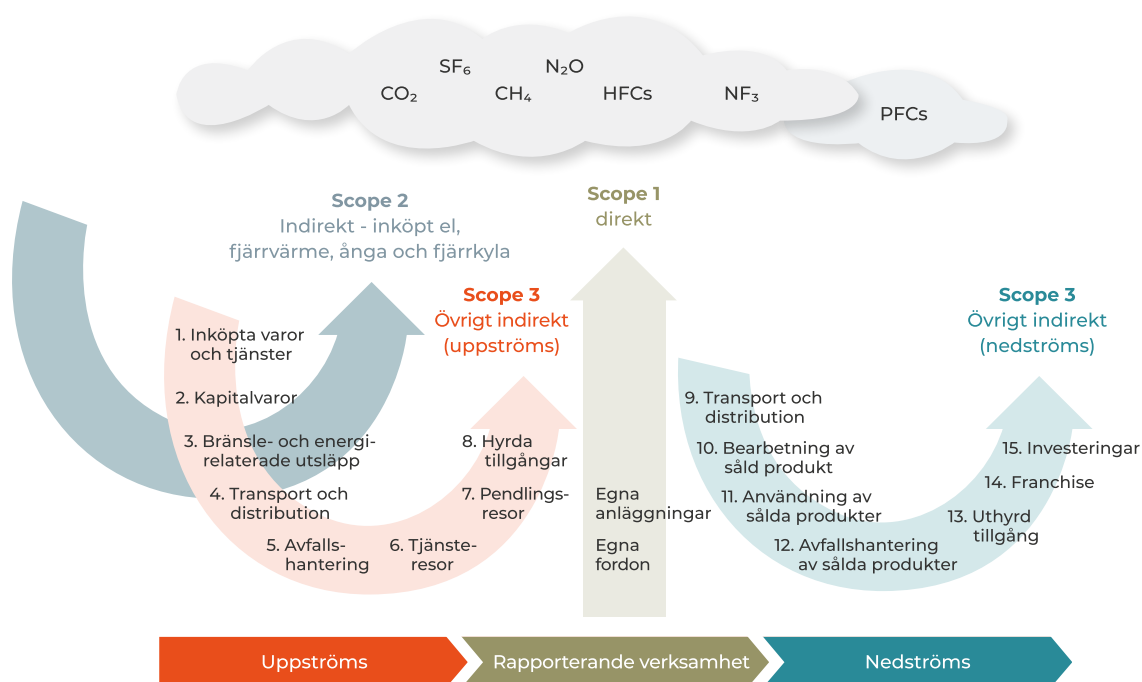 SF₆
N₂O
CO₂
CH₄
HFCs
NF₃
PFCs
Scope 2
Indirekt - inköpt el,
fjärrvärme, ånga och fjärrkyla
Scope 1
direkt
Scope 3
Övrigt indirekt
(uppströms)
Scope 3
Övrigt indirekt
(nedströms)
1. Inköpta varor
och tjänster
2. Kapitalvaror
3. Bränsle- och energi-
relaterade utsläpp
4. Transport och
distribution
5. Avfalls-
hantering
6. Tjänste-
resor
7. Pendlings-
resor
8. Hyrda
tillgångar
Egna
anläggningar
Egna
fordon
9. Transport och
distribution
10. Bearbetning av
såld produkt
11. Användning av
sålda produkter
12. Avfallshantering
av sålda produkter
13. Uthyrd
tillgång
14. Franchise
15. Investeringar
Uppströms
Rapporterande verksamhet
Nedströms